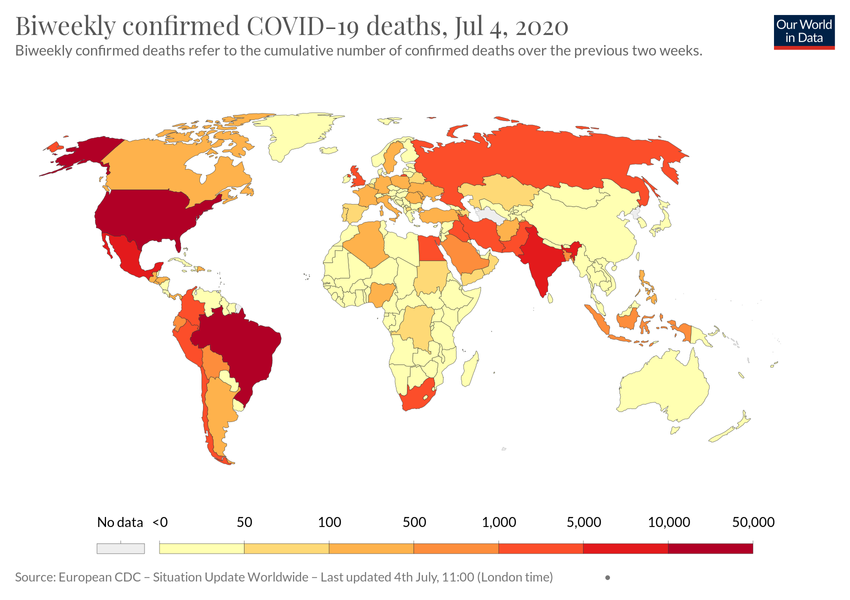 Biweekly confirmed COVID-19 deaths, Jul 4, 2020
Biweekly confirmed deaths refer to the cumulative number of confirmed deaths over the previous two weeks.
Our World
in Data
No data <0 50 100 500 1,000 5,000 10,000 50,000
Source: European CDC – Situation Update Worldwide – Last updated 4th July, 11:00 (London time) •